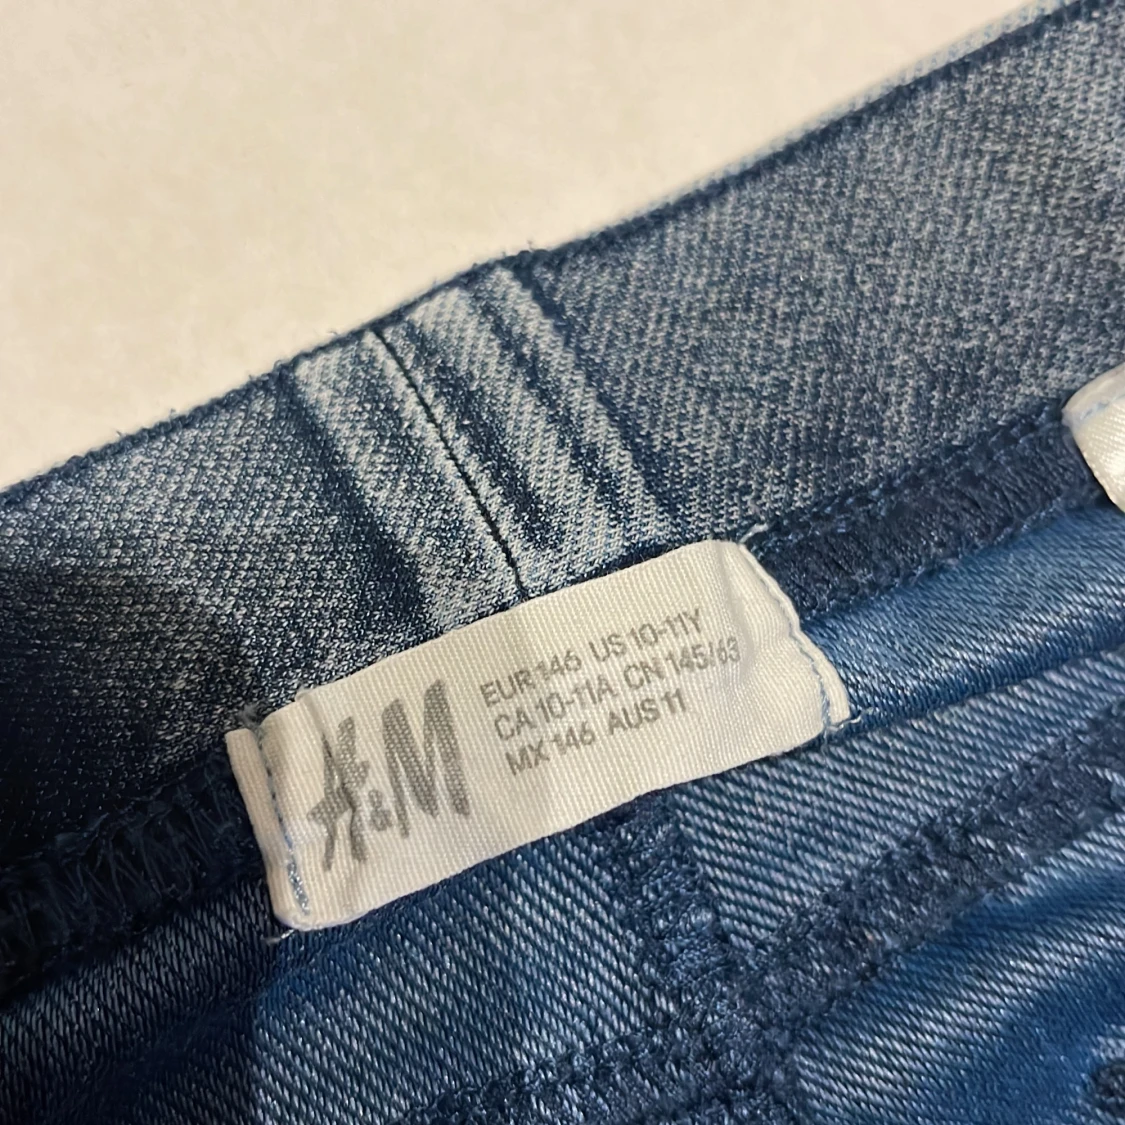 H&M
EUR 146 US 10-11Y
CA 10-11A CN 145/63
MX 146 AUS 11